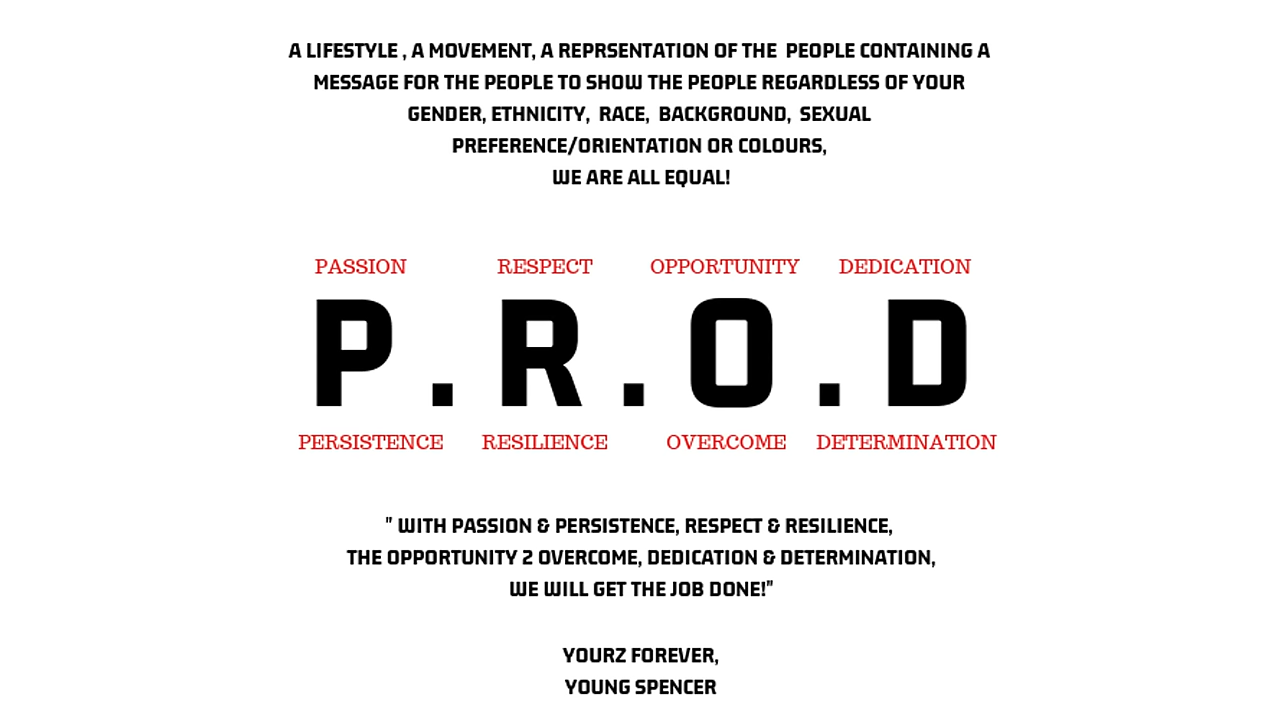 A LIFESTYLE , A MOVEMENT, A REPRSENTATION OF THE PEOPLE CONTAINING A
MESSAGE FOR THE PEOPLE TO SHOW THE PEOPLE REGARDLESS OF YOUR
GENDER, ETHNICITY, RACE, BACKGROUND, SEXUAL
PREFERENCE/ORIENTATION OR COLOURS,
WE ARE ALL EQUAL!
PASSION RESPECT OPPORTUNITY DEDICATION
P.R.O.D
PERSISTENCE RESILIENCE OVERCOME DETERMINATION
" WITH PASSION & PERSISTENCE, RESPECT & RESILIENCE,
THE OPPORTUNITY 2 OVERCOME, DEDICATION & DETERMINATION,
WE WILL GET THE JOB DONE!"
YOURZ FOREVER,
YOUNG SPENCER